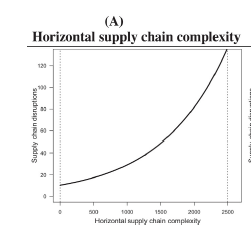 (A)
Horizontal supply chain complexity
120
100
80
60
40
20
0
Supply chain disruptions
0 500 1000 1500 2000 2500
Horizontal supply chain complexity